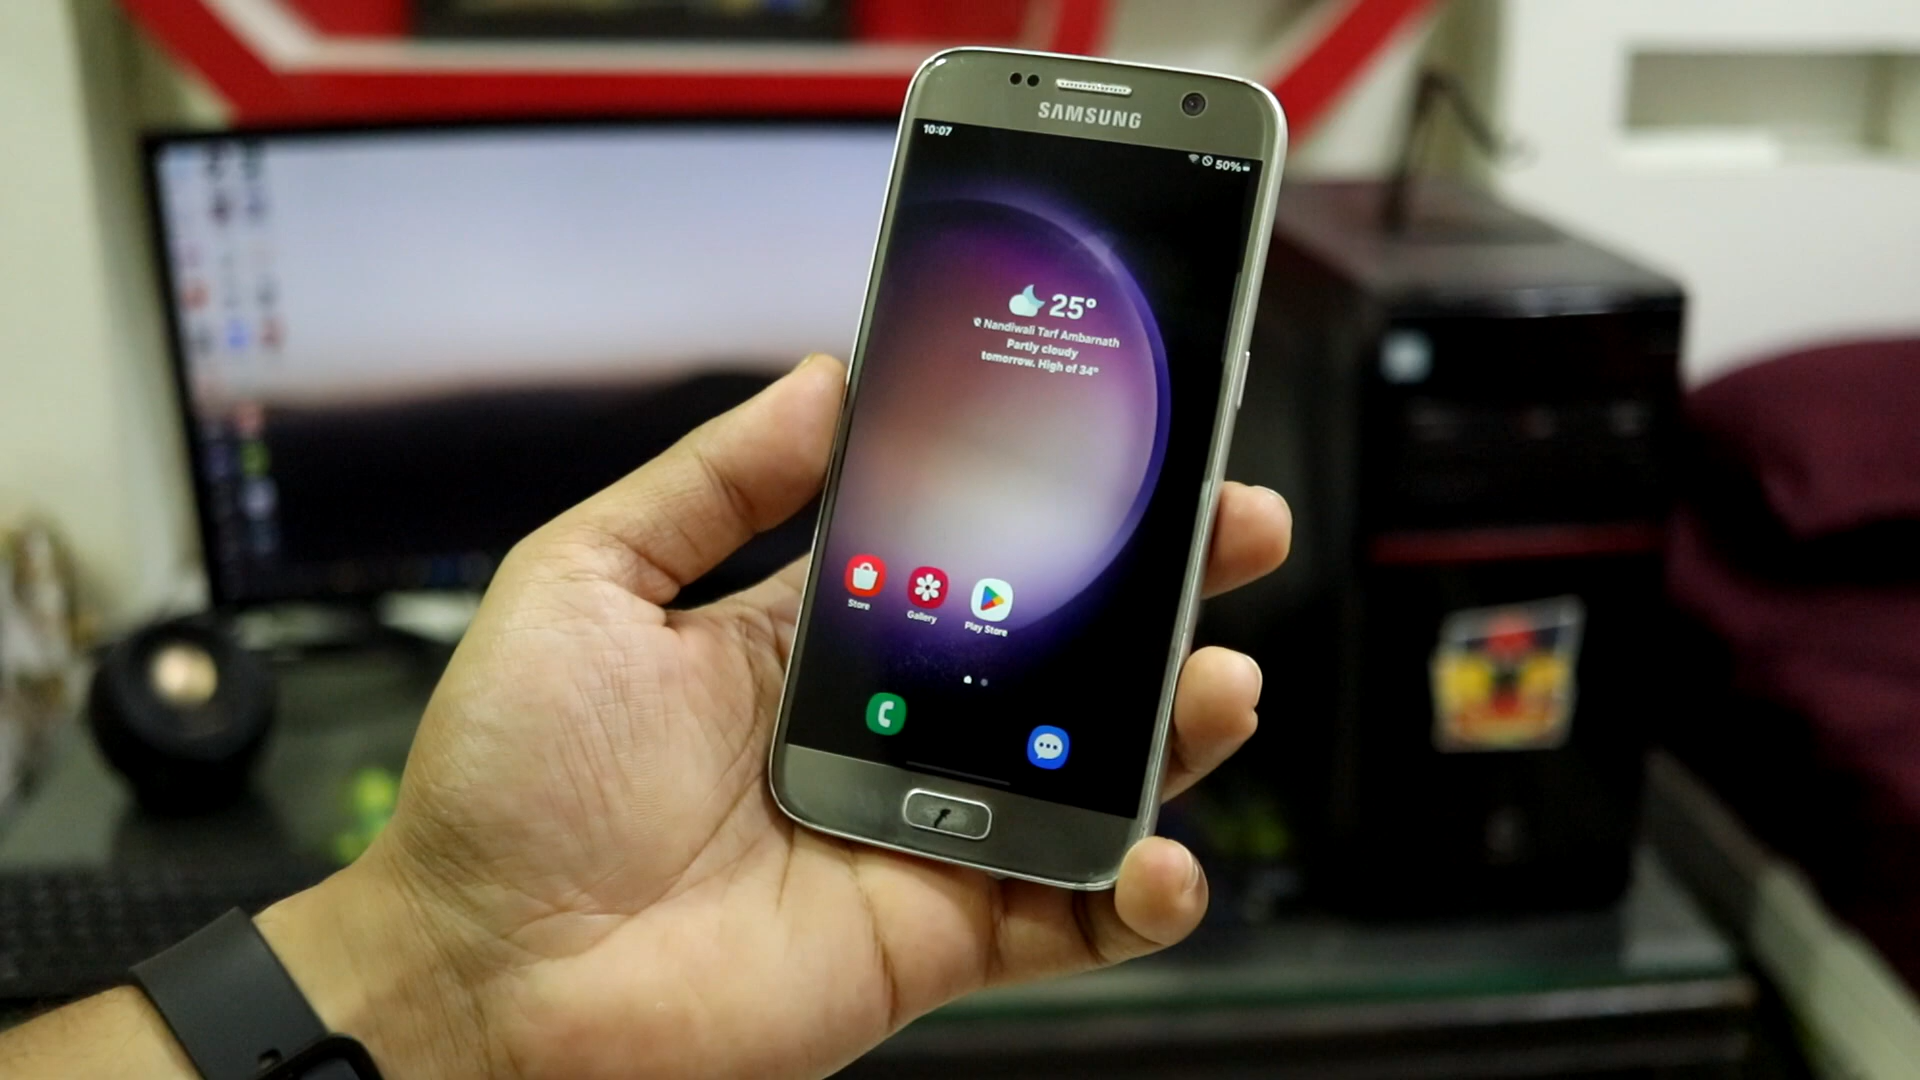 SAMSUNG
10:07
50%
25°
Nandiwali Tarf Ambarnath
Partly cloudy
tomorrow. High of 34°
Store
Gallery
Play Store